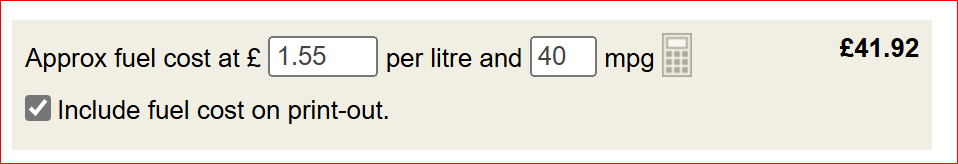 Approx fuel cost at £ 1.55 per litre and 40 mpg £41.92
Include fuel cost on print-out.